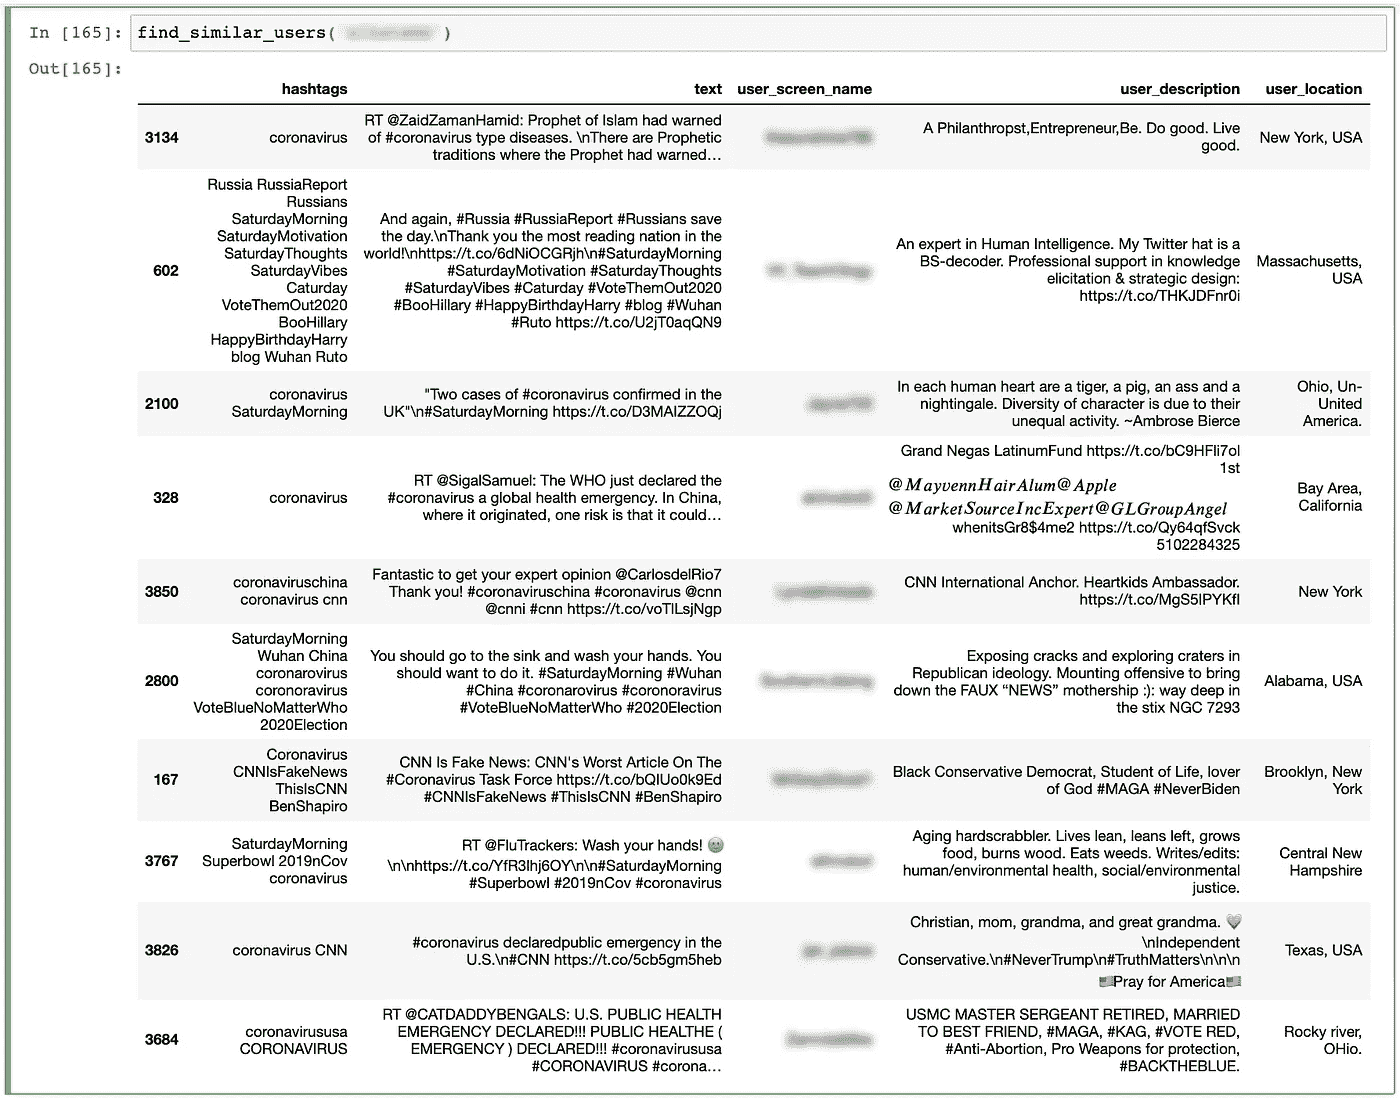 In [165]: find_similar_users( )
Out[165]:
hashtags text user_screen_name user_description user_location
3134
coronavirus
RT @ZaidZamanHamid: Prophet of Islam had warned
of #coronavirus type diseases. \nThere are Prophetic
traditions where the Prophet had warned…
A Philanthropst,Entrepreneur,Be. Do good. Live
good.
New York, USA
602
Russia RussiaReport
Russians
SaturdayMorning
SaturdayMotivation
SaturdayThoughts
SaturdayVibes
Caturday
VoteThemOut2020
BooHillary
HappyBirthdayHarry
blog Wuhan Ruto
And again, #Russia #RussiaReport #Russians save
the day.\nThank you the most reading nation in the
world!\nhttps://t.co/6dNiOCGRjh\n#SaturdayMorning
#SaturdayMotivation #SaturdayThoughts
#SaturdayVibes #Caturday #VoteThemOut2020
#BooHillary #HappyBirthdayHarry #blog #Wuhan
#Ruto https://t.co/U2jT0aqQN9
An expert in Human Intelligence. My Twitter hat is a
BS-decoder. Professional support in knowledge
elicitation & strategic design:
https://t.co/THKJDFnr0i
Massachusetts,
USA
2100
coronavirus
SaturdayMorning
"Two cases of #coronavirus confirmed in the
UK"\n#SaturdayMorning https://t.co/D3MAIZZOQj
In each human heart are a tiger, a pig, an ass and a
nightingale. Diversity of character is due to their
unequal activity. ~Ambrose Bierce
Ohio, Un-
United
America.
328
coronavirus
RT @SigalSamuel: The WHO just declared the
#coronavirus a global health emergency. In China,
where it originated, one risk is that it could…
Grand Negas LatinumFund https://t.co/bC9HFli7ol
1st
@MayvennHairAlum@Apple
@MarketSourceIncExpert@GLGroupAngel
whenitsGr8$4me2 https://t.co/Qy64qfSvck
5102284325
Bay Area,
California
3850
coronaviruschina
coronavirus cnn
Fantastic to get your expert opinion @CarlosdelRio7
Thank you! #coronaviruschina #coronavirus @cnn
@cnni #cnn https://t.co/voTlLsjNgp
CNN International Anchor. Heartkids Ambassador.
https://t.co/MgS5lPYKfl
New York
2800
SaturdayMorning
Wuhan China
coronarovirus
coronoravirus
VoteBlueNoMatterWho
2020Election
You should go to the sink and wash your hands. You
should want to do it. #SaturdayMorning #Wuhan
#China #coronarovirus #coronoravirus
#VoteBlueNoMatterWho #2020Election
Exposing cracks and exploring craters in
Republican ideology. Mounting offensive to bring
down the FAUX “NEWS” mothership :): way deep in
the stix NGC 7293
Alabama, USA
167
Coronavirus
CNNIsFakeNews
ThisIsCNN
BenShapiro
CNN Is Fake News: CNN's Worst Article On The
#Coronavirus Task Force https://t.co/bQIUo0k9Ed
#CNNIsFakeNews #ThisIsCNN #BenShapiro
Black Conservative Democrat, Student of Life, lover
of God #MAGA #NeverBiden
Brooklyn, New
York
3767
SaturdayMorning
Superbowl 2019nCov
coronavirus
RT @FluTrackers: Wash your hands! 🙂
\n\nhttps://t.co/YfR3Ihj6OY\n\n#SaturdayMorning
#Superbowl #2019nCov #coronavirus
Aging hardscrabbler. Lives lean, leans left, grows
food, burns wood. Eats weeds. Writes/edits:
human/environmental health, social/environmental
justice.
Central New
Hampshire
3826
coronavirus CNN
#coronavirus declaredpublic emergency in the
U.S.\n#CNN https://t.co/5cb5gm5heb
Christian, mom, grandma, and great grandma. 🩶
\nIndependent
Conservative.\n#NeverTrump\n#TruthMatters\n\n\n
🇺🇸Pray for America🇺🇸
Texas, USA
3684
coronavirususa
CORONAVIRUS
RT @CATDADDYBENGALS: U.S. PUBLIC HEALTH
EMERGENCY DECLARED!!! PUBLIC HEALTHE (
EMERGENCY ) DECLARED!!! #coronavirususa
#CORONAVIRUS #corona…
USMC MASTER SERGEANT RETIRED, MARRIED
TO BEST FRIEND, #MAGA, #KAG, #VOTE RED,
#Anti-Abortion, Pro Weapons for protection,
#BACKTHEBLUE.
Rocky river,
OHio.